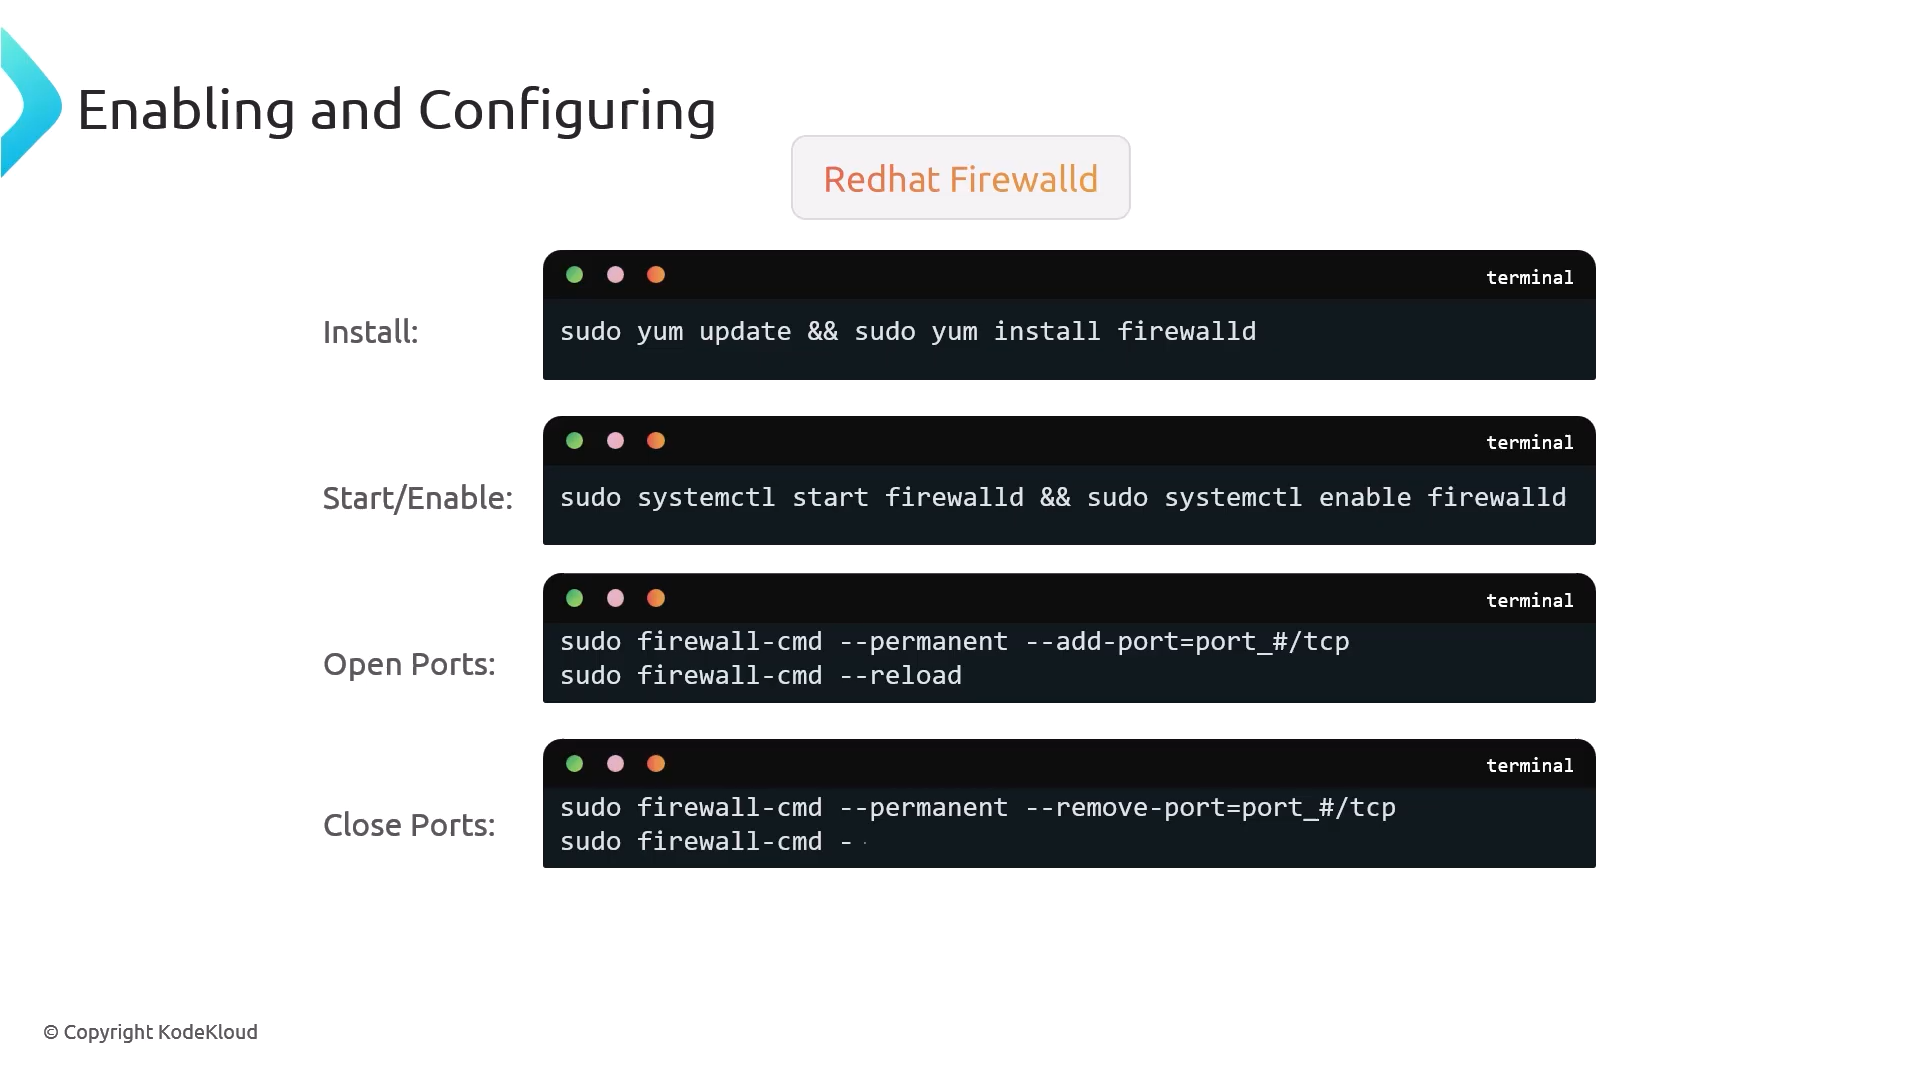 Enabling and Configuring
Redhat Firewalld
terminal
Install:
sudo yum update && sudo yum install firewalld
terminal
Start/Enable:
sudo systemctl start firewalld && sudo systemctl enable firewalld
terminal
Open Ports:
sudo firewall-cmd --permanent --add-port=port_#/tcp
sudo firewall-cmd --reload
terminal
Close Ports:
sudo firewall-cmd --permanent --remove-port=port_#/tcp
sudo firewall-cmd -
© Copyright KodeKloud